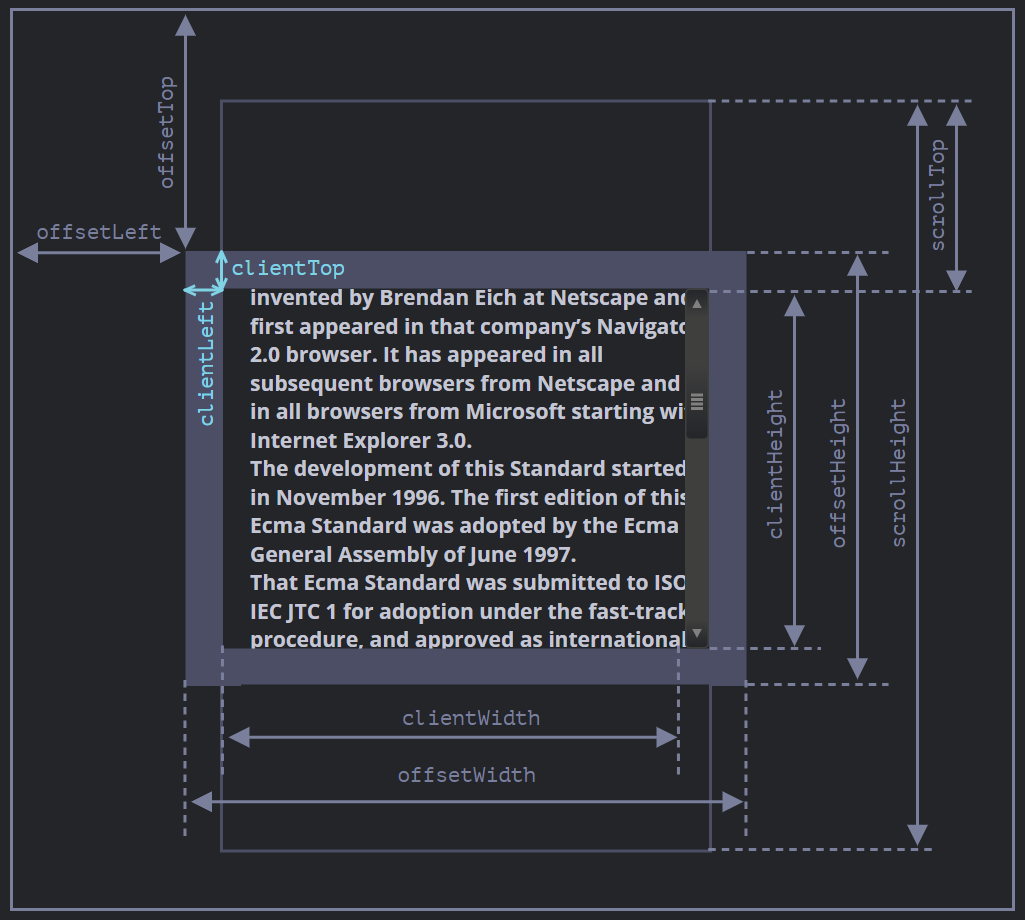 offsetTop
offsetLeft
scrollTop
clientTop
clientLeft
invented by Brendan Eich at Netscape and
first appeared in that company’s Navigato
2.0 browser. It has appeared in all
subsequent browsers from Netscape and
in all browsers from Microsoft starting wi
Internet Explorer 3.0.
The development of this Standard started
in November 1996. The first edition of this
Ecma Standard was adopted by the Ecma
General Assembly of June 1997.
That Ecma Standard was submitted to ISO
IEC JTC 1 for adoption under the fast-track
procedure, and approved as international
clientHeight
offsetHeight
scrollHeight
clientWidth
offsetWidth